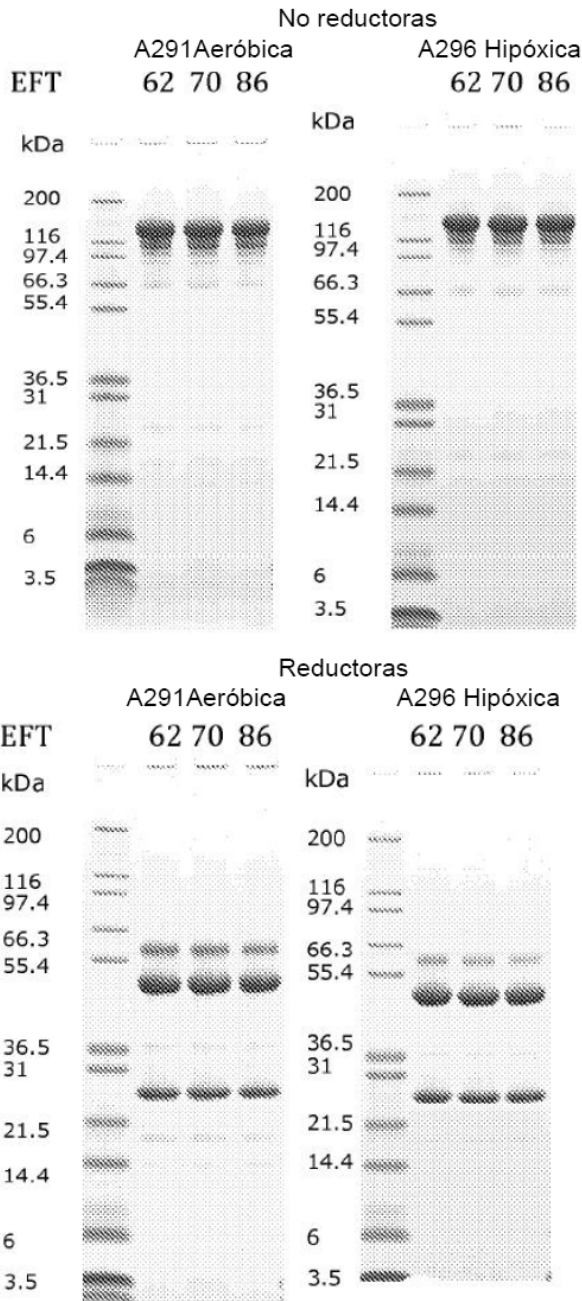 No reductoras
A291Aeróbica
A296 Hipóxica
EFT
62 70 86
62 70 86
kDa
200
116
97.4
66.3
55.4
36.5
31
21.5
14.4
6
3.5
kDa
200
116
97.4
66.3
55.4
36.5
31
21.5
14.4
6
3.5
Reductoras
A291Aeróbica
A296 Hipóxica
EFT
62 70 86
62 70 86
kDa
200
116
97.4
66.3
55.4
36.5
31
21.5
14.4
6
3.5
kDa
200
116
97.4
66.3
55.4
36.5
31
21.5
14.4
6
3.5